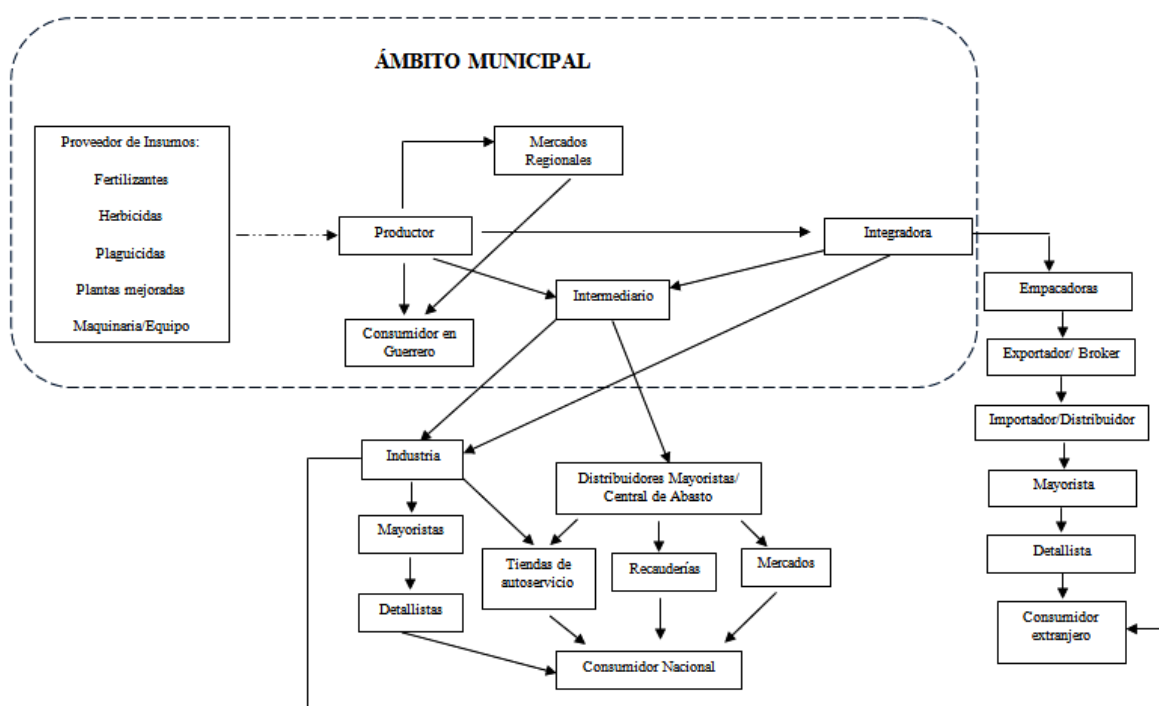 ÁMBITO MUNICIPAL
Proveedor de Insumos:
Fertilizantes
Herbicidas
Plaguicidas
Plantas mejoradas
Maquinaria/Equipo
Mercados
Regionales
Productor
Integradora
Intermediario
Consumidor en
Guerrero
Empacadoras
Exportador/ Broker
Importador/Distribuidor
Mayorista
Detallista
Consumidor
extranjero
Industria
Mayoristas
Detallistas
Distribuidores Mayoristas/
Central de Abasto
Tiendas de
autoservicio
Recauderías
Mercados
Consumidor Nacional